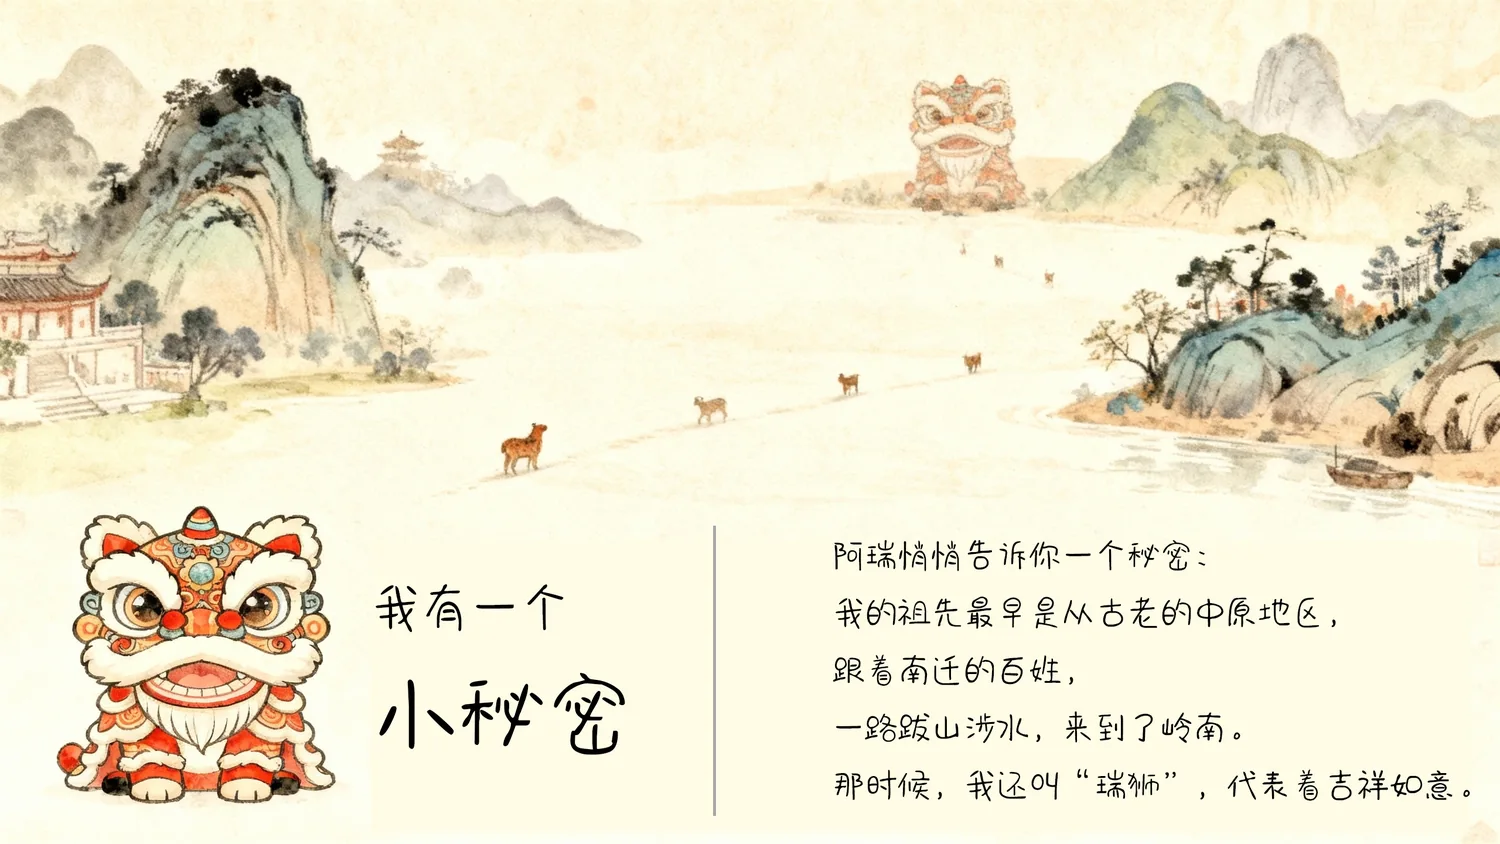 我有一个
小秘密
阿瑞悄悄告诉你一个秘密：
我的祖先最早是从古老的中原地区，
跟着南迁的百姓，
一路跋山涉水，来到了岭南。
那时候，我还叫“瑞狮”，代表着吉祥如意。